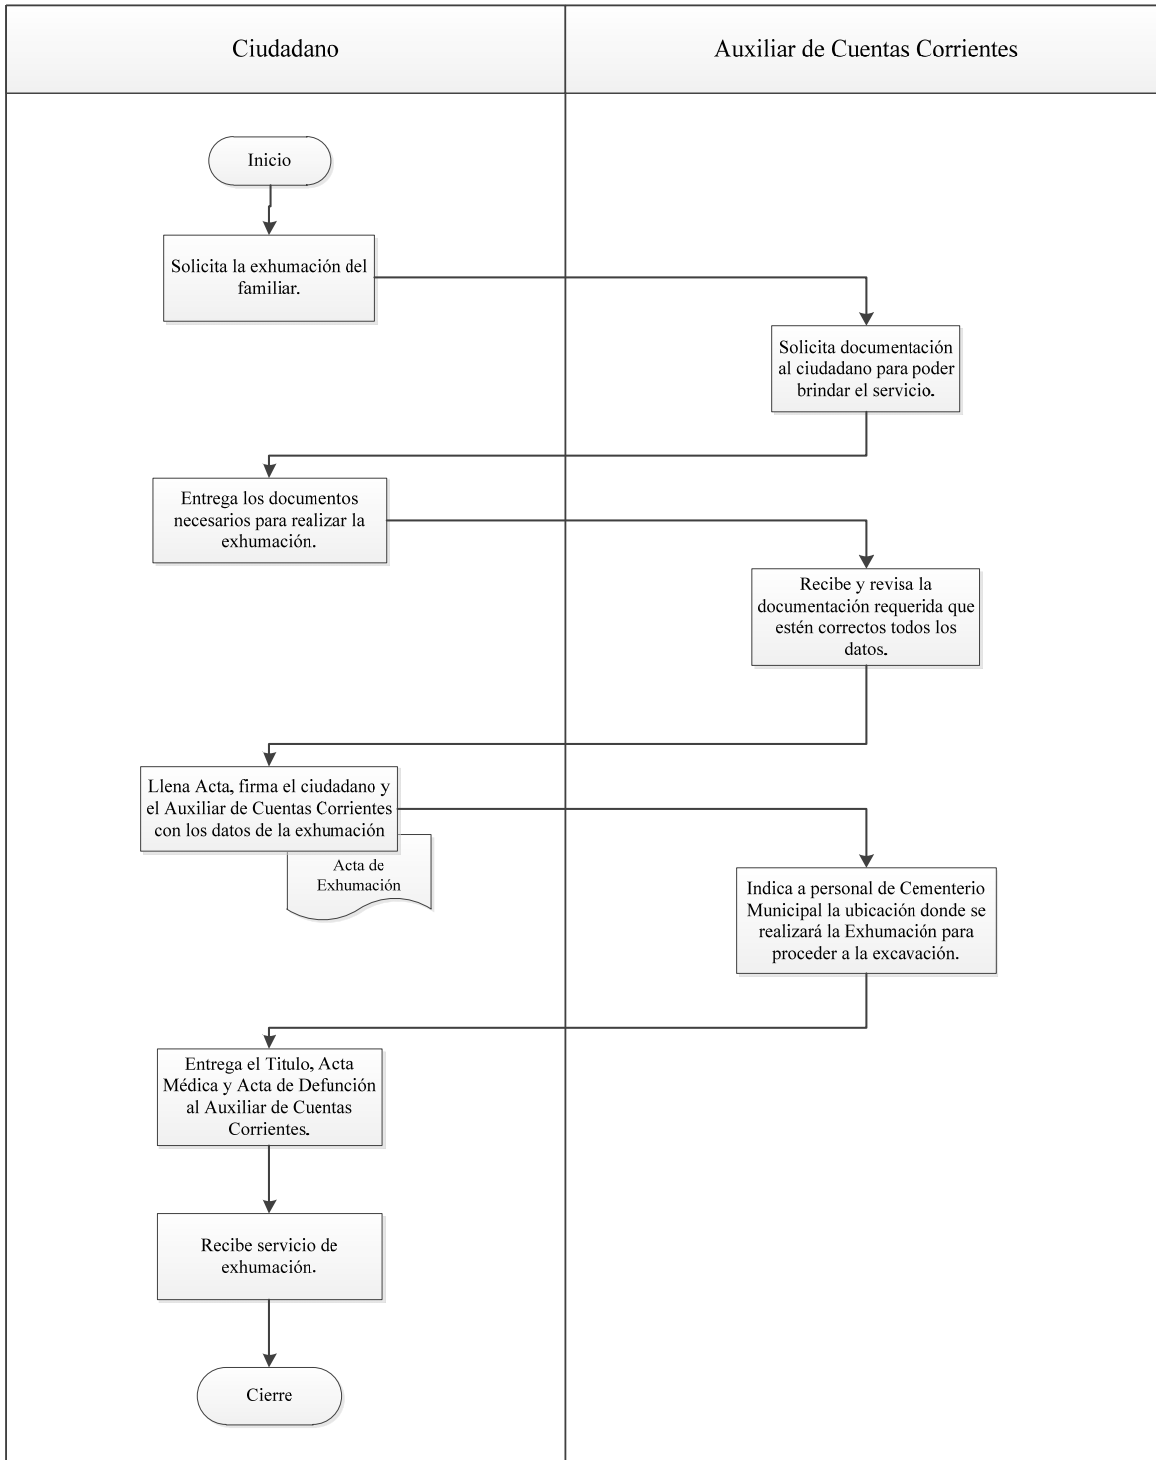 Ciudadano
Auxiliar de Cuentas Corrientes
Inicio
Solicita la exhumación del
familiar.
Solicita documentación
al ciudadano para poder
brindar el servicio.
Entrega los documentos
necesarios para realizar la
exhumación.
Recibe y revisa la
documentación requerida que
estén correctos todos los
datos.
Llena Acta, firma el ciudadano y
el Auxiliar de Cuentas Corrientes
con los datos de la exhumación
Acta de
Exhumación
Indica a personal de Cementerio
Municipal la ubicación donde se
realizará la Exhumación para
proceder a la excavación.
Entrega el Titulo, Acta
Médica y Acta de Defunción
al Auxiliar de Cuentas
Corrientes.
Recibe servicio de
exhumación.
Cierre